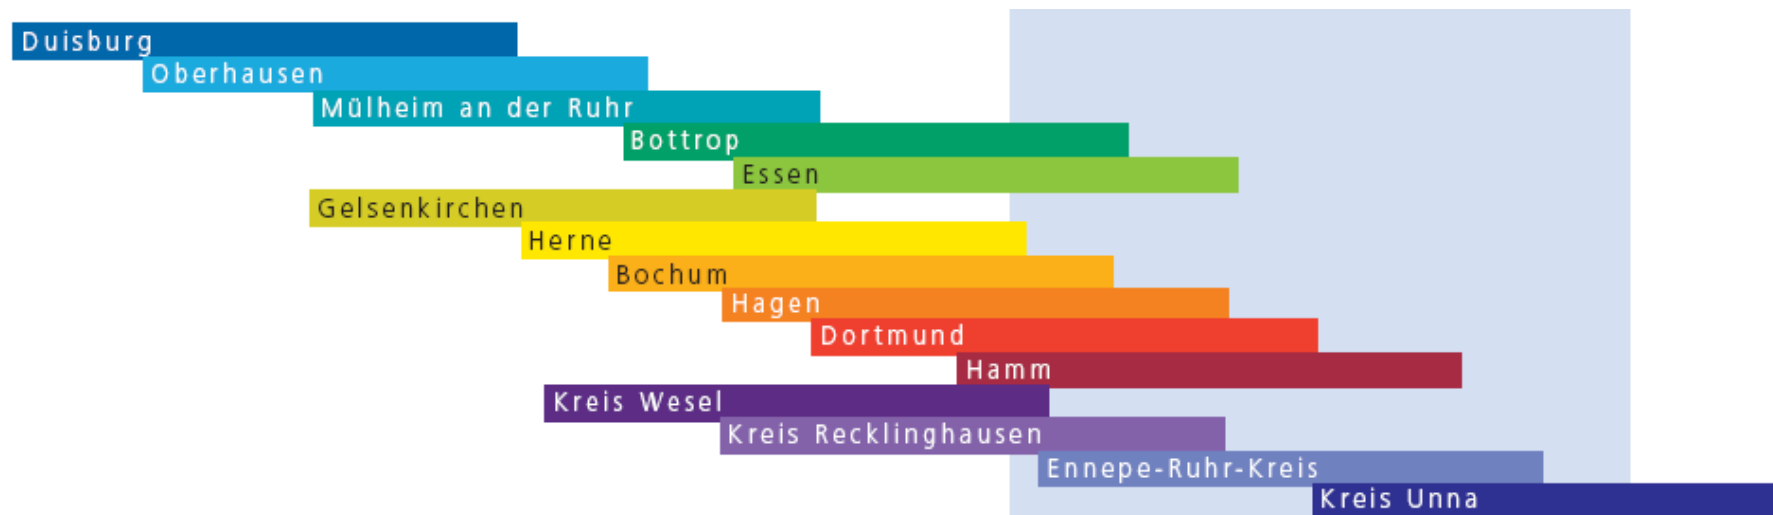 Duisburg
Oberhausen
Mülheim an der Ruhr
Bottrop
Essen
Gelsenkirchen
Herne
Bochum
Hagen
Dortmund
Hamm
Kreis Wesel
Kreis Recklinghausen
Ennepe-Ruhr-Kreis
Kreis Unna